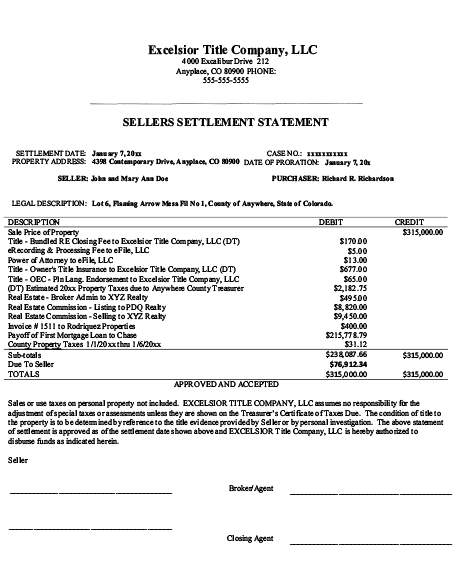 Excelsior Title Company, LLC
4000 Excalibur Drive 212
Anyplace, CO 80900 PHONE:
555-555-5555
SELLERS SETTLEMENT STATEMENT
SETTLEMENT DATE: January 7, 20xx CASE NO.: xxxxxxxxxxx
PROPERTY ADDRESS: 4398 Contemporary Drive, Anyplace, CO 80900 DATE OF PRORATION: January 7, 20x
SELLER: John and Mary Ann Doe PURCHASER: Richard R. Richardson
LEGAL DESCRIPTION: Lot 6, Flaming Arrow Mesa Fil No 1, County of Anywhere, State of Colorado.
DESCRIPTION DEBIT CREDIT
Sale Price of Property $315,000.00
Title - Bundled RE Closing Fee to Excelsior Title Company, LLC (DT) $170.00
eRecording & Processing Fee to eFile, LLC $5.00
Power of Attorney to eFile, LLC $13.00
Title - Owner's Title Insurance to Excelsior Title Company, LLC (DT) $677.00
Title - OEC - Pln Lang. Endorsement to Excelsior Title Company, LLC $65.00
(DT) Estimated 20xx Property Taxes due to Anywhere County Treasurer $2,182.75
Real Estate - Broker Admin to XYZ Realty $495.00
Real Estate Commission - Listing to PDQ Realty $8,820.00
Real Estate Commission - Selling to XYZ Realty $9,450.00
Invoice # 1511 to Rodriquez Properties $400.00
Payoff of First Mortgage Loan to Chase $215,778.79
County Property Taxes 1/1/20xx thru 1/6/20xx $31.12
Sub-totals $238,087.66 $315,000.00
Due To Seller $76,912.34
TOTALS $315,000.00 $315,000.00
APPROVED AND ACCEPTED
Sales or use taxes on personal property not included. EXCELSIOR TITLE COMPANY, LLC assumes no responsibility for the
adjustment of special taxes or assessments unless they are shown on the Treasurer's Certificate of Taxes Due. The condition of title to
the property is to be determined by reference to the title evidence provided by Seller or by personal investigation. The above statement
of settlement is approved as of the settlement date shown above and EXCELSIOR Title Company, LLC is hereby authorized to
disburse funds as indicated herein.
Seller
Broker/Agent
Closing Agent